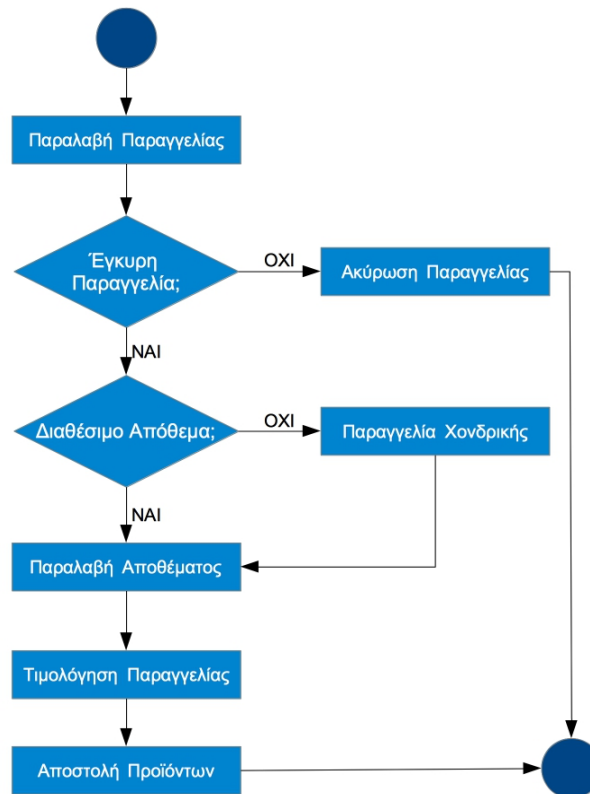 Παραλαβή Παραγγελίας
Έγκυρη
Παραγγελία;
ΟΧΙ
Ακύρωση Παραγγελίας
ΝΑΙ
Διαθέσιμο Απόθεμα;
ΟΧΙ
Παραγγελία Χονδρικής
ΝΑΙ
Παραλαβή Αποθέματος
Τιμολόγηση Παραγγελίας
Αποστολή Προϊόντων